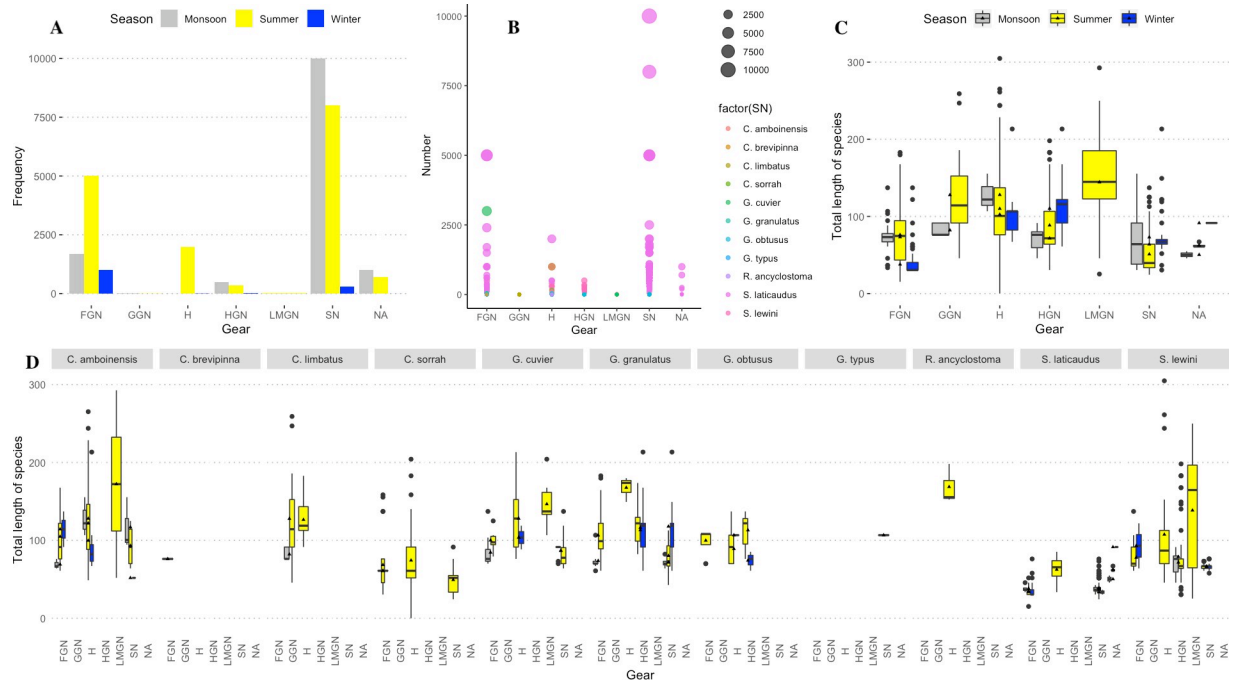 A
Season Monsoon Summer Winter
Frequency
10000
7500
5000
2500
0
FGN GGN H HGN LMGN SN NA
Gear
B
Number
10000
7500
5000
2500
0
FGN GGN H HGN LMGN SN NA
Gear
2500
5000
7500
10000
factor(SN)
C. amboinensis
C. brevipinna
C. limbatus
C. sorrah
G. cuvier
G. granulatus
G. obtusus
G. typus
R. ancyclostoma
S. laticaudus
S. lewini
C
Season Monsoon Summer Winter
Total length of species
300
200
100
0
FGN GGN H HGN LMGN SN NA
Gear
D
C. amboinensis C. brevipinna C. limbatus C. sorrah G. cuvier G. granulatus G. obtusus G. typus R. ancyclostoma S. laticaudus S. lewini
Total length of species
300
200
100
0
FGN GGN H HGN LMGN SN NA
FGN GGN H HGN LMGN SN NA
FGN GGN H HGN LMGN SN NA
FGN GGN H HGN LMGN SN NA
FGN GGN H HGN LMGN SN NA
FGN GGN H HGN LMGN SN NA
FGN GGN H HGN LMGN SN NA
FGN GGN H HGN LMGN SN NA
FGN GGN H HGN LMGN SN NA
FGN GGN H HGN LMGN SN NA
FGN GGN H HGN LMGN SN NA
Gear